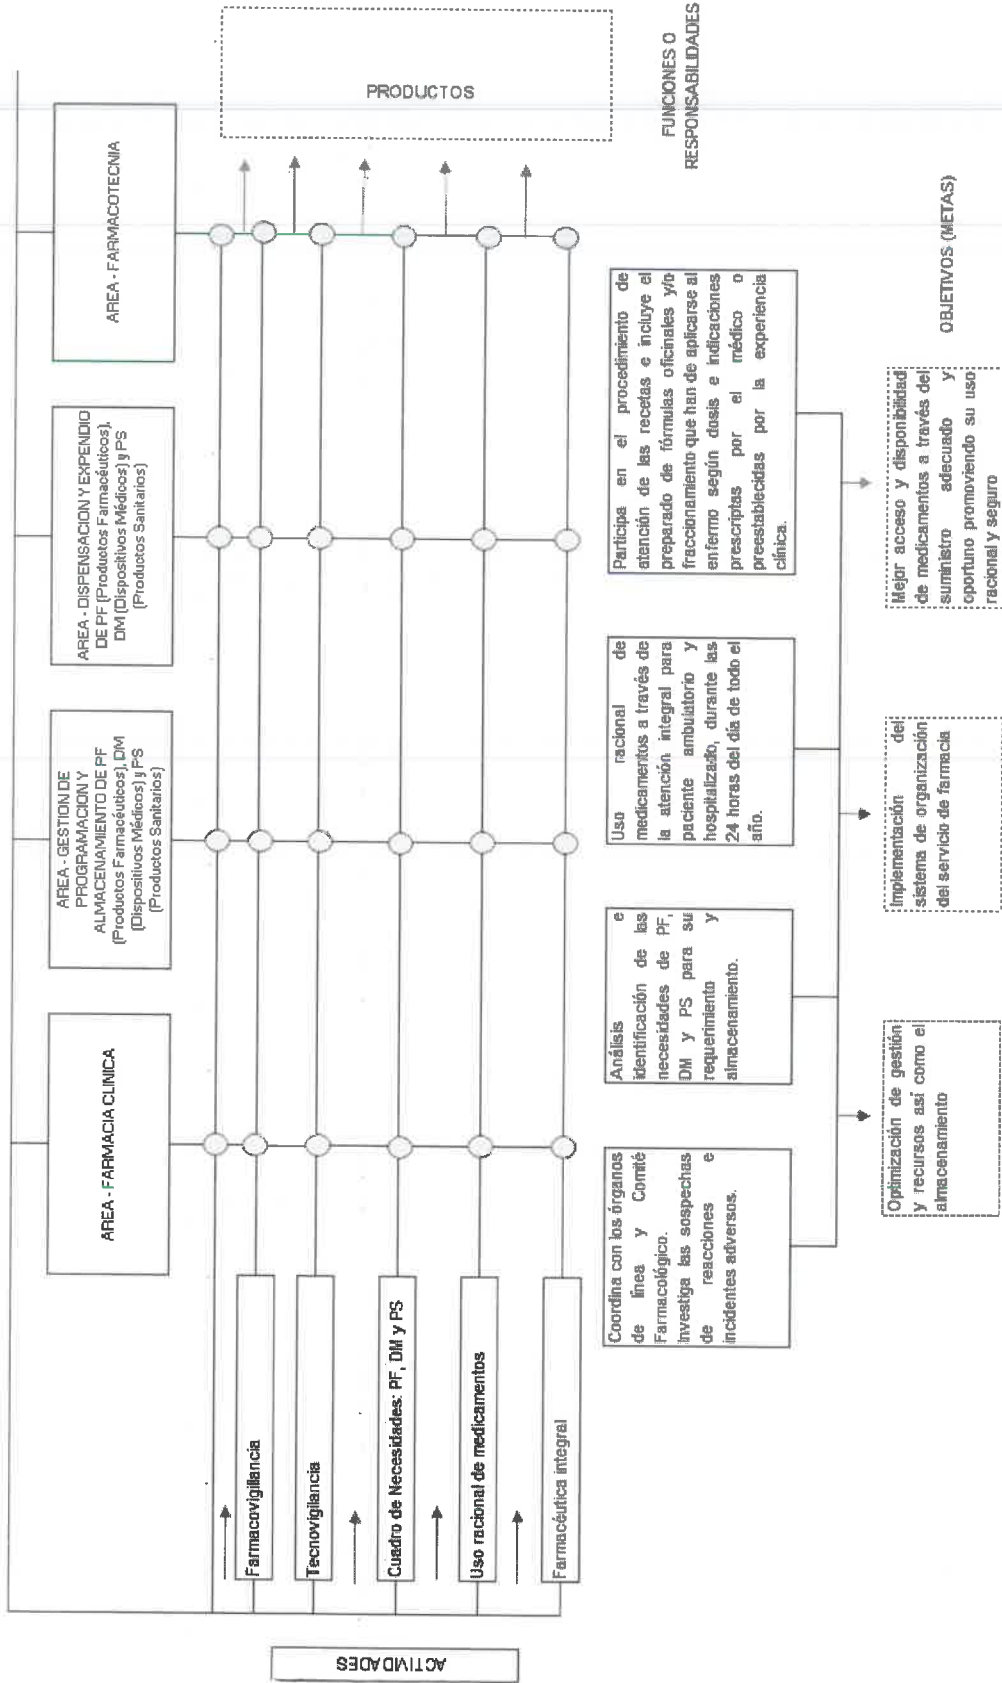 AREA - FARMACIA CLINICA
AREA - GESTION DE
PROGRAMACION Y
ALMACENAMIENTO DE PF
(Productos Farmacéuticos), DM
(Dispositivos Médicos) y PS
(Productos Sanitarios)
AREA - DISPENSACION Y EXPENDIO
DE PF (Productos Farmacéuticos),
DM (Dispositivos Médicos) y PS
(Productos Sanitarios)
AREA - FARMACOTECNIA
ACTIVIDADES
Farmacovigilancia
Tecnovigilancia
Cuadro de Necesidades: PF, DM y PS
Uso racional de medicamentos
Farmacéutica integral
PRODUCTOS
Coordina con los órganos
de línea y Comité
Farmacológico.
Investiga las sospechas
de reacciones e
incidentes adversos.
Análisis e
identificación de las
necesidades de PF,
DM y PS para su
requerimiento y
almacenamiento.
Uso racional de
medicamentos a través de
la atención integral para
paciente ambulatorio y
hospitalizado, durante las
24 horas del día de todo el
año.
Participa en el procedimiento de
atención de las recetas e incluye el
preparado de fórmulas oficinales y/o
fraccionamiento que han de aplicarse al
enfermo según dosis e indicaciones
prescriptas por el médico o
preestablecidas por la experiencia
clínica.
FUNCIONES O
RESPONSABILIDADES
Optimización de gestión
y recursos así como el
almacenamiento
Implementación del
sistema de organización
del servicio de farmacia
Mejor acceso y disponibilidad
de medicamentos a través del
suministro adecuado y
oportuno promoviendo su uso
racional y seguro
OBJETIVOS (METAS)